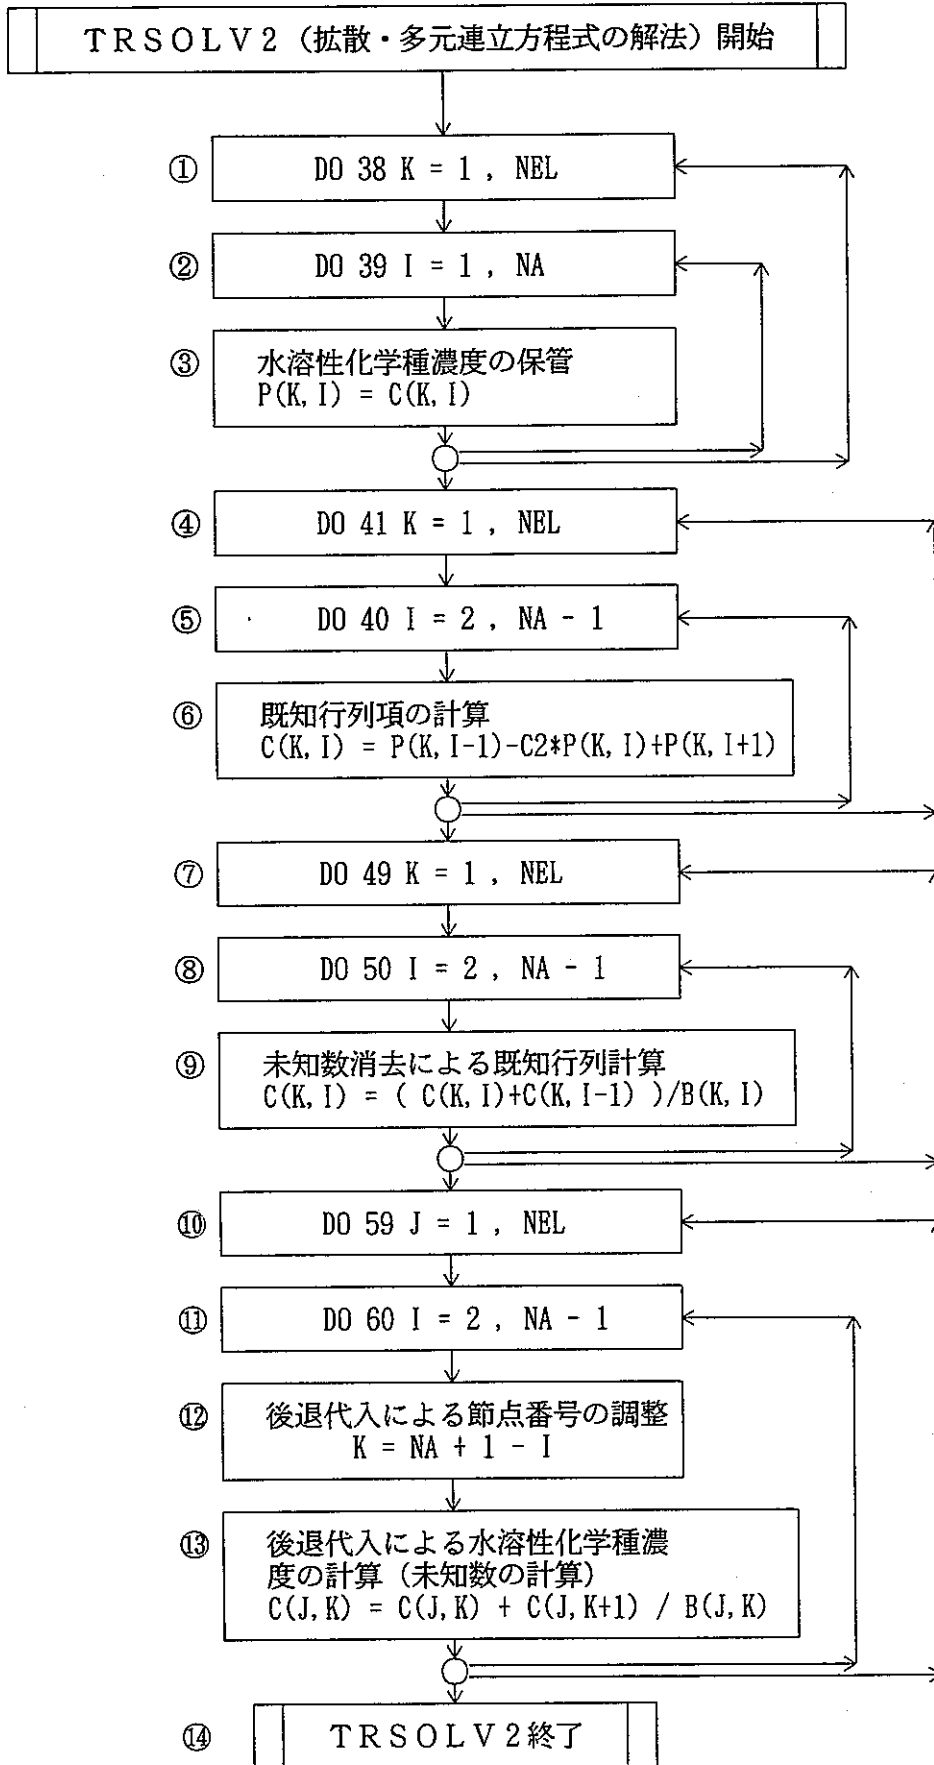 TRSOLV2（拡散・多元連立方程式の解法）開始
① DO 38 K = 1 , NEL
② DO 39 I = 1 , NA
③ 水溶性化学種濃度の保管
P(K, I) = C(K, I)
④ DO 41 K = 1 , NEL
⑤ DO 40 I = 2 , NA - 1
⑥ 既知行列項の計算
C(K, I) = P(K, I-1)-C2*P(K, I)+P(K, I+1)
⑦ DO 49 K = 1 , NEL
⑧ DO 50 I = 2 , NA - 1
⑨ 未知数消去による既知行列計算
C(K, I) = ( C(K, I)+C(K, I-1) )/B(K, I)
⑩ DO 59 J = 1 , NEL
⑪ DO 60 I = 2 , NA - 1
⑫ 後退代入による節点番号の調整
K = NA + 1 - I
⑬ 後退代入による水溶性化学種濃
度の計算（未知数の計算）
C(J, K) = C(J, K) + C(J, K+1) / B(J, K)
⑭ TRSOLV2終了